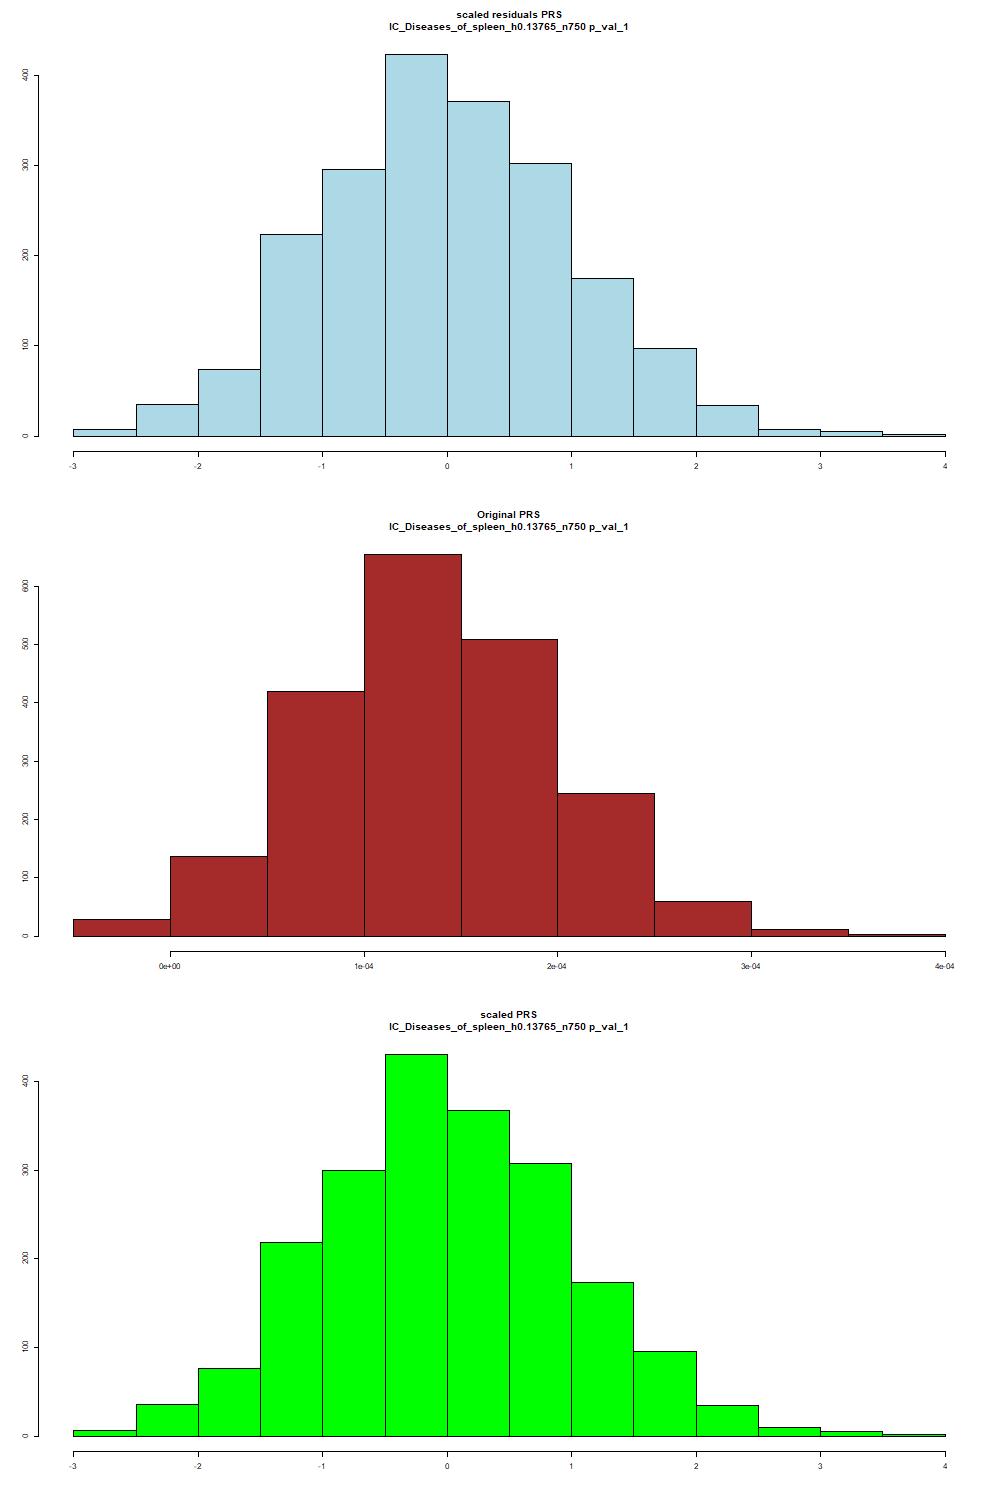 scaled residuals PRS
IC_Diseases_of_spleen_h0.13765_n750 p_val_1
400
300
200
100
0
-3 -2 -1 0 1 2 3 4
Original PRS
IC_Diseases_of_spleen_h0.13765_n750 p_val_1
600
500
400
300
200
100
0
0e+00 1e-04 2e-04 3e-04 4e-04
scaled PRS
IC_Diseases_of_spleen_h0.13765_n750 p_val_1
400
300
200
100
0
-3 -2 -1 0 1 2 3 4